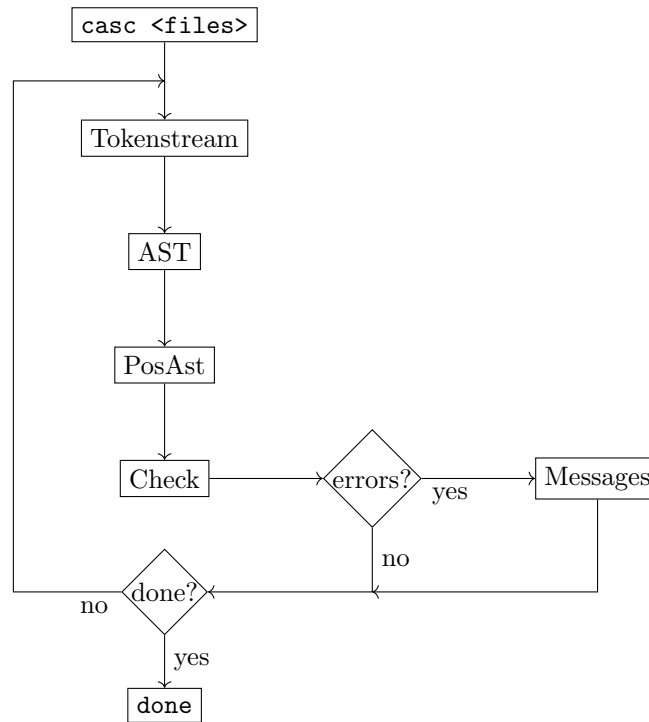 casc <files>
Tokenstream
AST
PosAst
Check
errors?
yes
Messages
no
done?
no
yes
done